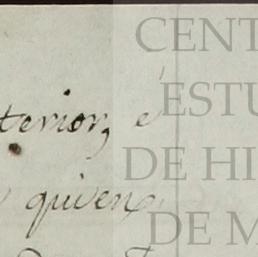 terior, é
quien
CENT
ESTU
DE HI
DE M